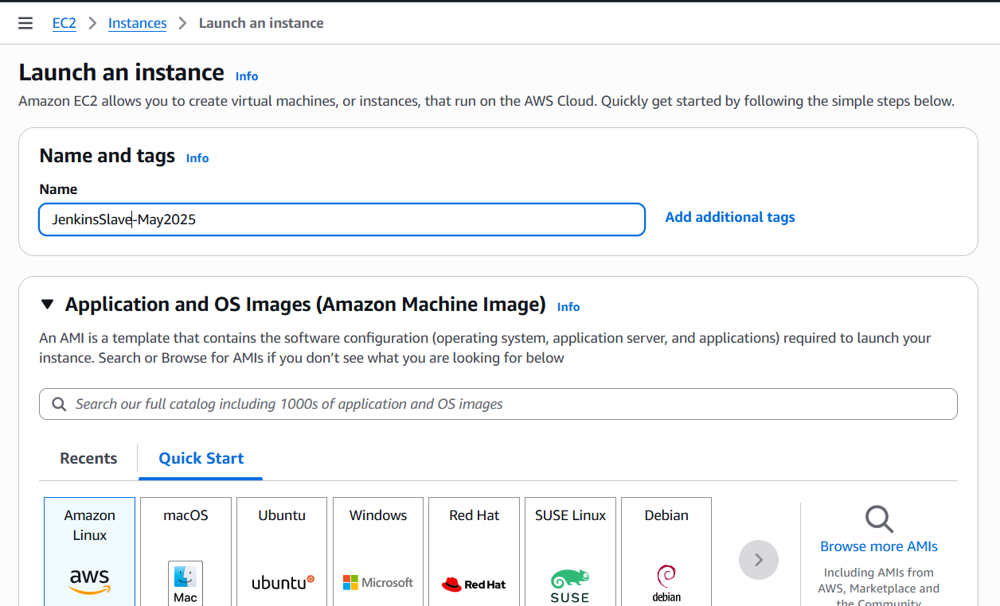 EC2 > Instances > Launch an instance
Launch an instance Info
Amazon EC2 allows you to create virtual machines, or instances, that run on the AWS Cloud. Quickly get started by following the simple steps below.
Name and tags Info
Name
JenkinsSlave-May2025
Add additional tags
Application and OS Images (Amazon Machine Image) Info
An AMI is a template that contains the software configuration (operating system, application server, and applications) required to launch your
instance. Search or Browse for AMIs if you don’t see what you are looking for below
Search our full catalog including 1000s of application and OS images
Recents
Quick Start
Amazon
Linux
aws
macOS
Mac
Ubuntu
ubuntu
Windows
Microsoft
Red Hat
Red Hat
SUSE Linux
SUSE
Debian
debian
Browse more AMIs
Including AMIs from
AWS, Marketplace and
the Community